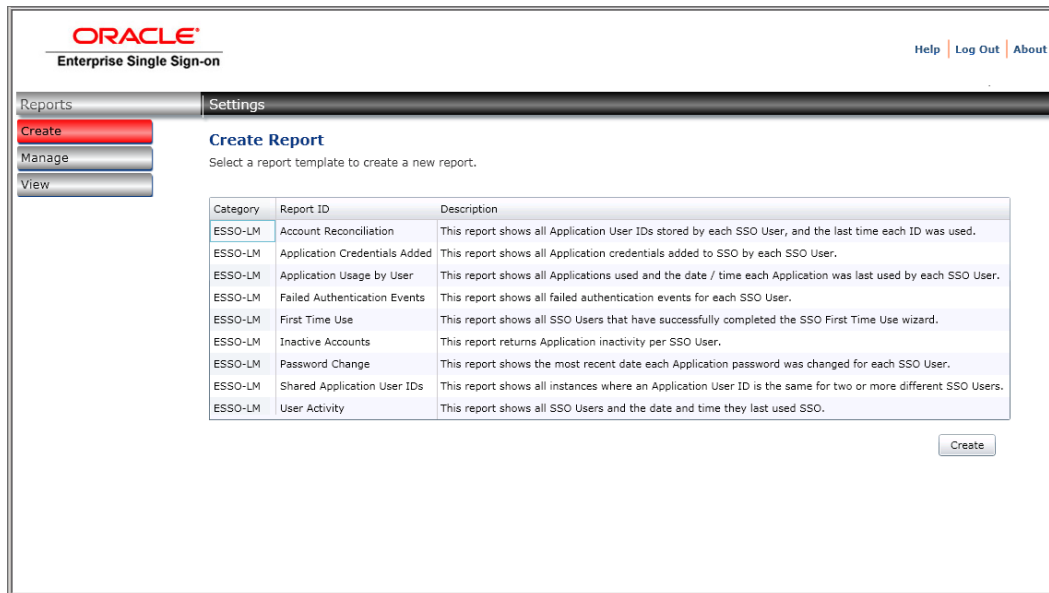 ORACLE®
Enterprise Single Sign-on
Help | Log Out | About
Reports
Settings
Create
Manage
View
Create Report
Select a report template to create a new report.
Category Report ID Description
ESSO-LM Account Reconciliation This report shows all Application User IDs stored by each SSO User, and the last time each ID was used.
ESSO-LM Application Credentials Added This report shows all Application credentials added to SSO by each SSO User.
ESSO-LM Application Usage by User This report shows all Applications used and the date / time each Application was last used by each SSO User.
ESSO-LM Failed Authentication Events This report shows all failed authentication events for each SSO User.
ESSO-LM First Time Use This report shows all SSO Users that have successfully completed the SSO First Time Use wizard.
ESSO-LM Inactive Accounts This report returns Application inactivity per SSO User.
ESSO-LM Password Change This report shows the most recent date each Application password was changed for each SSO User.
ESSO-LM Shared Application User IDs This report shows all instances where an Application User ID is the same for two or more different SSO Users.
ESSO-LM User Activity This report shows all SSO Users and the date and time they last used SSO.
Create